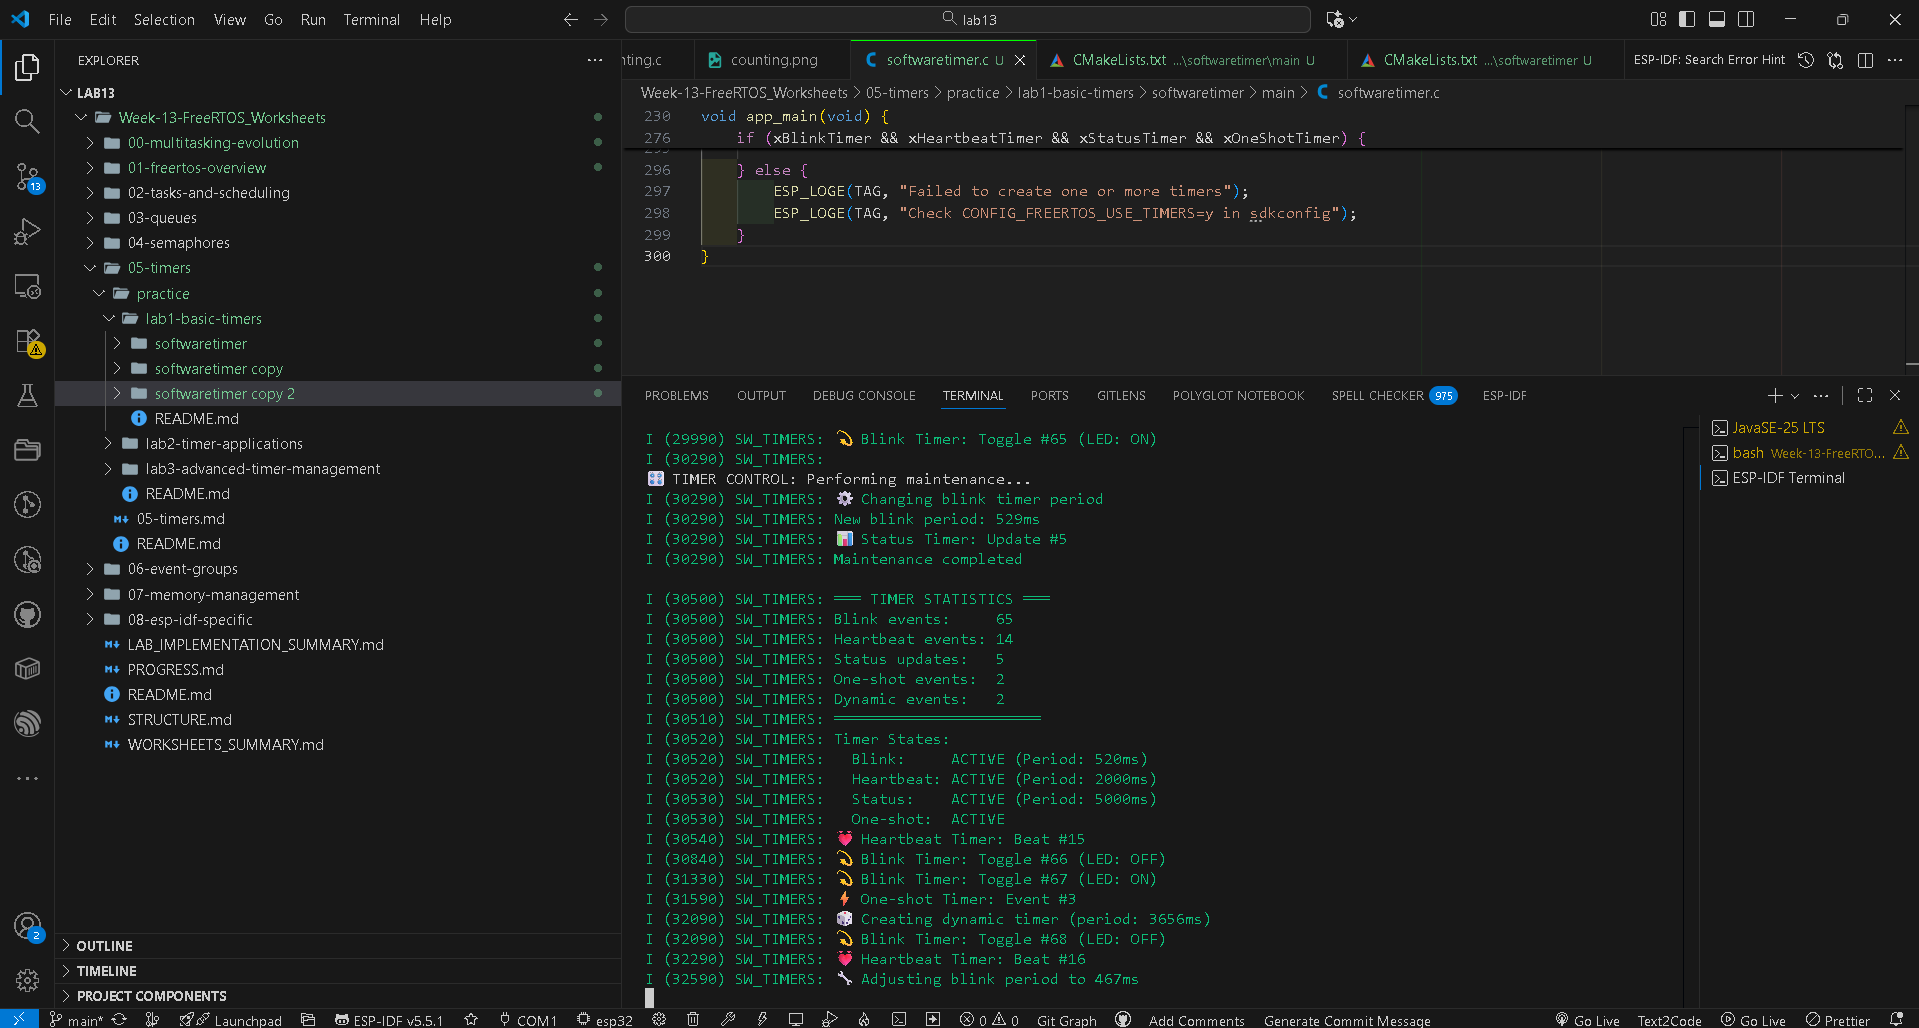 File Edit Selection View Go Run Terminal Help
lab13
EXPLORER
LAB13
Week-13-FreeRTOS_Worksheets
00-multitasking-evolution
01-freertos-overview
02-tasks-and-scheduling
03-queues
04-semaphores
05-timers
practice
lab1-basic-timers
softwaretimer
softwaretimer copy
softwaretimer copy 2
README.md
lab2-timer-applications
lab3-advanced-timer-management
README.md
05-timers.md
README.md
06-event-groups
07-memory-management
08-esp-idf-specific
LAB_IMPLEMENTATION_SUMMARY.md
PROGRESS.md
README.md
STRUCTURE.md
WORKSHEETS_SUMMARY.md
OUTLINE
TIMELINE
PROJECT COMPONENTS
13
2
nting.c counting.png softwaretimer.c U CMakeLists.txt ...\softwaretimer\main U CMakeLists.txt ...\softwaretimer U ESP-IDF: Search Error Hint
Week-13-FreeRTOS_Worksheets > 05-timers > practice > lab1-basic-timers > softwaretimer > main > softwaretimer.c
230 void app_main(void) {
276 if (xBlinkTimer && xHeartbeatTimer && xStatusTimer && xOneShotTimer) {
296 } else {
297 ESP_LOGE(TAG, "Failed to create one or more timers");
298 ESP_LOGE(TAG, "Check CONFIG_FREERTOS_USE_TIMERS=y in sdkconfig");
299 }
300 }
PROBLEMS OUTPUT DEBUG CONSOLE TERMINAL PORTS GITLENS POLYGLOT NOTEBOOK SPELL CHECKER 975 ESP-IDF
I (29990) SW_TIMERS: 💫 Blink Timer: Toggle #65 (LED: ON)
I (30290) SW_TIMERS:
🎛️ TIMER CONTROL: Performing maintenance...
I (30290) SW_TIMERS: ⚙️ Changing blink timer period
I (30290) SW_TIMERS: New blink period: 529ms
I (30290) SW_TIMERS: 📊 Status Timer: Update #5
I (30290) SW_TIMERS: Maintenance completed
I (30500) SW_TIMERS: ═══ TIMER STATISTICS ═══
I (30500) SW_TIMERS: Blink events: 65
I (30500) SW_TIMERS: Heartbeat events: 14
I (30500) SW_TIMERS: Status updates: 5
I (30500) SW_TIMERS: One-shot events: 2
I (30500) SW_TIMERS: Dynamic events: 2
I (30510) SW_TIMERS: ═══════════════════════
I (30520) SW_TIMERS: Timer States:
I (30520) SW_TIMERS: Blink: ACTIVE (Period: 520ms)
I (30520) SW_TIMERS: Heartbeat: ACTIVE (Period: 2000ms)
I (30530) SW_TIMERS: Status: ACTIVE (Period: 5000ms)
I (30530) SW_TIMERS: One-shot: ACTIVE
I (30540) SW_TIMERS: 💓 Heartbeat Timer: Beat #15
I (30840) SW_TIMERS: 💫 Blink Timer: Toggle #66 (LED: OFF)
I (31330) SW_TIMERS: 💫 Blink Timer: Toggle #67 (LED: ON)
I (31590) SW_TIMERS: ⚡ One-shot Timer: Event #3
I (32090) SW_TIMERS: 🎲 Creating dynamic timer (period: 3656ms)
I (32090) SW_TIMERS: 💫 Blink Timer: Toggle #68 (LED: OFF)
I (32290) SW_TIMERS: 💓 Heartbeat Timer: Beat #16
I (32590) SW_TIMERS: 🔧 Adjusting blink period to 467ms
JavaSE-25 LTS
bash Week-13-FreeRTO...
ESP-IDF Terminal
main* Launchpad ESP-IDF v5.5.1 COM1 esp32 0 0 Git Graph Add Comments Generate Commit Message Go Live Text2Code Go Live Prettier